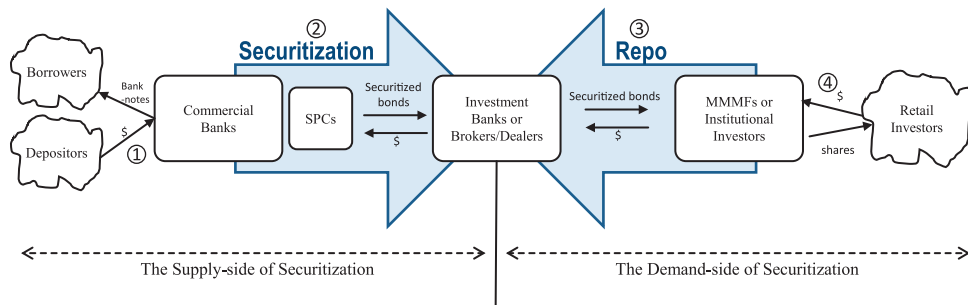 ②
Securitization
③
Repo
Borrowers
Bank
-notes
$
①
Depositors
Commercial
Banks
SPCs
Securitized
bonds
$
Investment
Banks or
Brokers/Dealers
Securitized bonds
$
MMMFs or
Institutional
Investors
④
$
shares
Retail
Investors
The Supply-side of Securitization
The Demand-side of Securitization